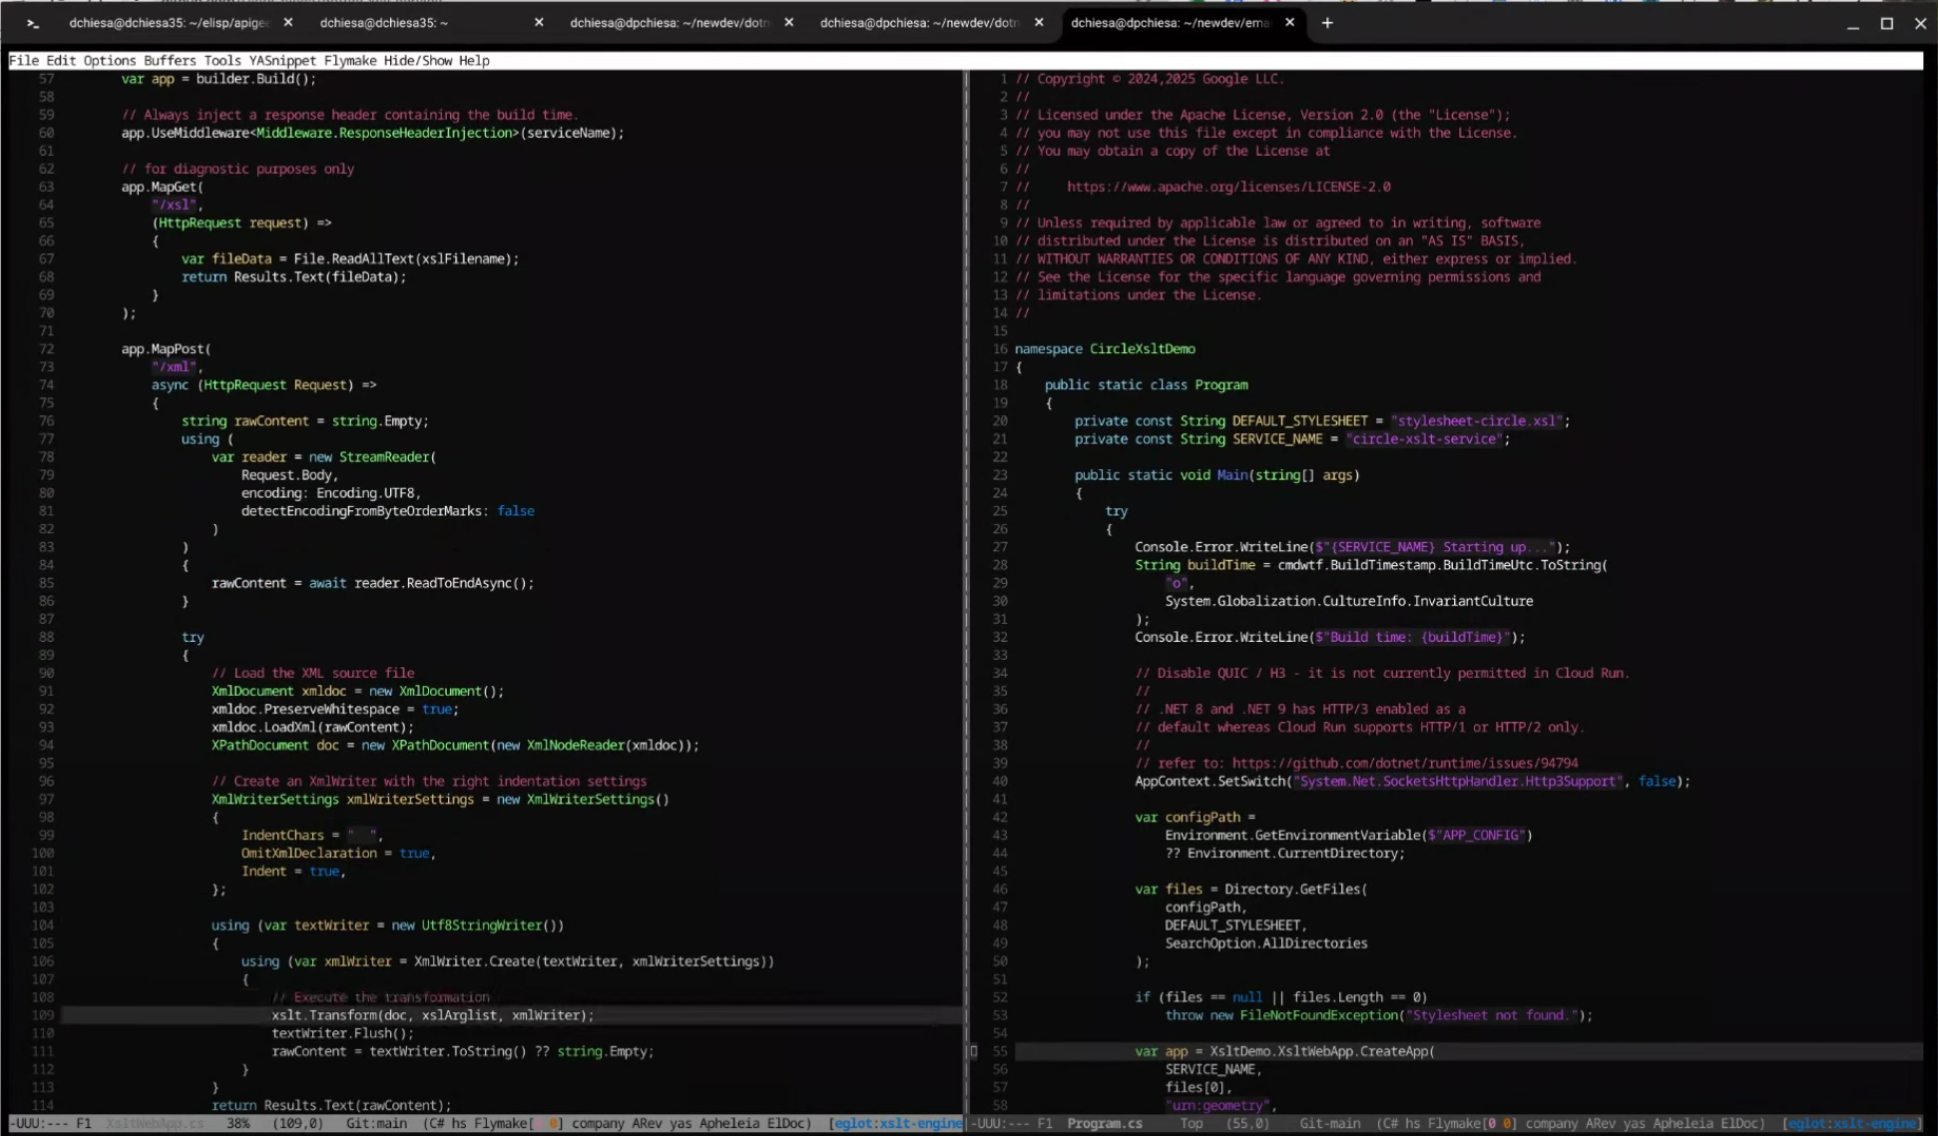 dchiesa@dchiesa35: ~/elisp/apige
dchiesa@dchiesa35: ~
dchiesa@dpchiesa: ~/newdev/dotn
dchiesa@dpchiesa: ~/newdev/dotn
dchiesa@dpchiesa: ~/newdev/ema
File Edit Options Buffers Tools YASnippet Flymake Hide/Show Help
57 var app = builder.Build();
58
59 // Always inject a response header containing the build time.
60 app.UseMiddleware<Middleware.ResponseHeaderInjection>(serviceName);
61
62 // for diagnostic purposes only
63 app.MapGet(
64 "/xsl",
65 (HttpRequest request) =>
66 {
67 var fileData = File.ReadAllText(xslFilename);
68 return Results.Text(fileData);
69 }
70 );
71
72 app.MapPost(
73 "/xml",
74 async (HttpRequest Request) =>
75 {
76 string rawContent = string.Empty;
77 using (
78 var reader = new StreamReader(
79 Request.Body,
80 encoding: Encoding.UTF8,
81 detectEncodingFromByteOrderMarks: false
82 )
83 )
84 {
85 rawContent = await reader.ReadToEndAsync();
86 }
87
88 try
89 {
90 // Load the XML source file
91 XmlDocument xmldoc = new XmlDocument();
92 xmldoc.PreserveWhitespace = true;
93 xmldoc.LoadXml(rawContent);
94 XPathDocument doc = new XPathDocument(new XmlNodeReader(xmldoc));
95
96 // Create an XmlWriter with the right indentation settings
97 XmlWriterSettings xmlWriterSettings = new XmlWriterSettings()
98 {
99 IndentChars = "  ",
100 OmitXmlDeclaration = true,
101 Indent = true,
102 };
103
104 using (var textWriter = new Utf8StringWriter())
105 {
106 using (var xmlWriter = XmlWriter.Create(textWriter, xmlWriterSettings))
107 {
108 // Execute the transformation
109 xslt.Transform(doc, xslArglist, xmlWriter);
110 textWriter.Flush();
111 rawContent = textWriter.ToString() ?? string.Empty;
112 }
113 }
114 return Results.Text(rawContent);
-UUU:--- F1 XsltWebApp.cs 38% (109,0) Git:main (C# hs Flymake[0 0] company ARev yas Apheleia ElDoc) [eglot:xslt-engine
1 // Copyright © 2024,2025 Google LLC.
2 //
3 // Licensed under the Apache License, Version 2.0 (the "License");
4 // you may not use this file except in compliance with the License.
5 // You may obtain a copy of the License at
6 //
7 // https://www.apache.org/licenses/LICENSE-2.0
8 //
9 // Unless required by applicable law or agreed to in writing, software
10 // distributed under the License is distributed on an "AS IS" BASIS,
11 // WITHOUT WARRANTIES OR CONDITIONS OF ANY KIND, either express or implied.
12 // See the License for the specific language governing permissions and
13 // limitations under the License.
14 //
15
16 namespace CircleXsltDemo
17 {
18 public static class Program
19 {
20 private const String DEFAULT_STYLESHEET = "stylesheet-circle.xsl";
21 private const String SERVICE_NAME = "circle-xslt-service";
22
23 public static void Main(string[] args)
24 {
25 try
26 {
27 Console.Error.WriteLine($"{SERVICE_NAME} Starting up...");
28 String buildTime = cmdwtf.BuildTimestamp.BuildTimeUtc.ToString(
29 "o",
30 System.Globalization.CultureInfo.InvariantCulture
31 );
32 Console.Error.WriteLine($"Build time: {buildTime}");
33
34 // Disable QUIC / H3 - it is not currently permitted in Cloud Run.
35 //
36 // .NET 8 and .NET 9 has HTTP/3 enabled as a
37 // default whereas Cloud Run supports HTTP/1 or HTTP/2 only.
38 //
39 // refer to: https://github.com/dotnet/runtime/issues/94794
40 AppContext.SetSwitch("System.Net.SocketsHttpHandler.Http3Support", false);
41
42 var configPath =
43 Environment.GetEnvironmentVariable($"APP_CONFIG")
44 ?? Environment.CurrentDirectory;
45
46 var files = Directory.GetFiles(
47 configPath,
48 DEFAULT_STYLESHEET,
49 SearchOption.AllDirectories
50 );
51
52 if (files == null || files.Length == 0)
53 throw new FileNotFoundException("Stylesheet not found.");
54
55 var app = XsltDemo.XsltWebApp.CreateApp(
56 SERVICE_NAME,
57 files[0],
58 "urn:geometry",
-UUU:--- F1 Program.cs Top (55,0) Git-main (C# hs Flymake[0 0] company ARev yas Apheleia ElDoc) [eglot:xslt-engine]